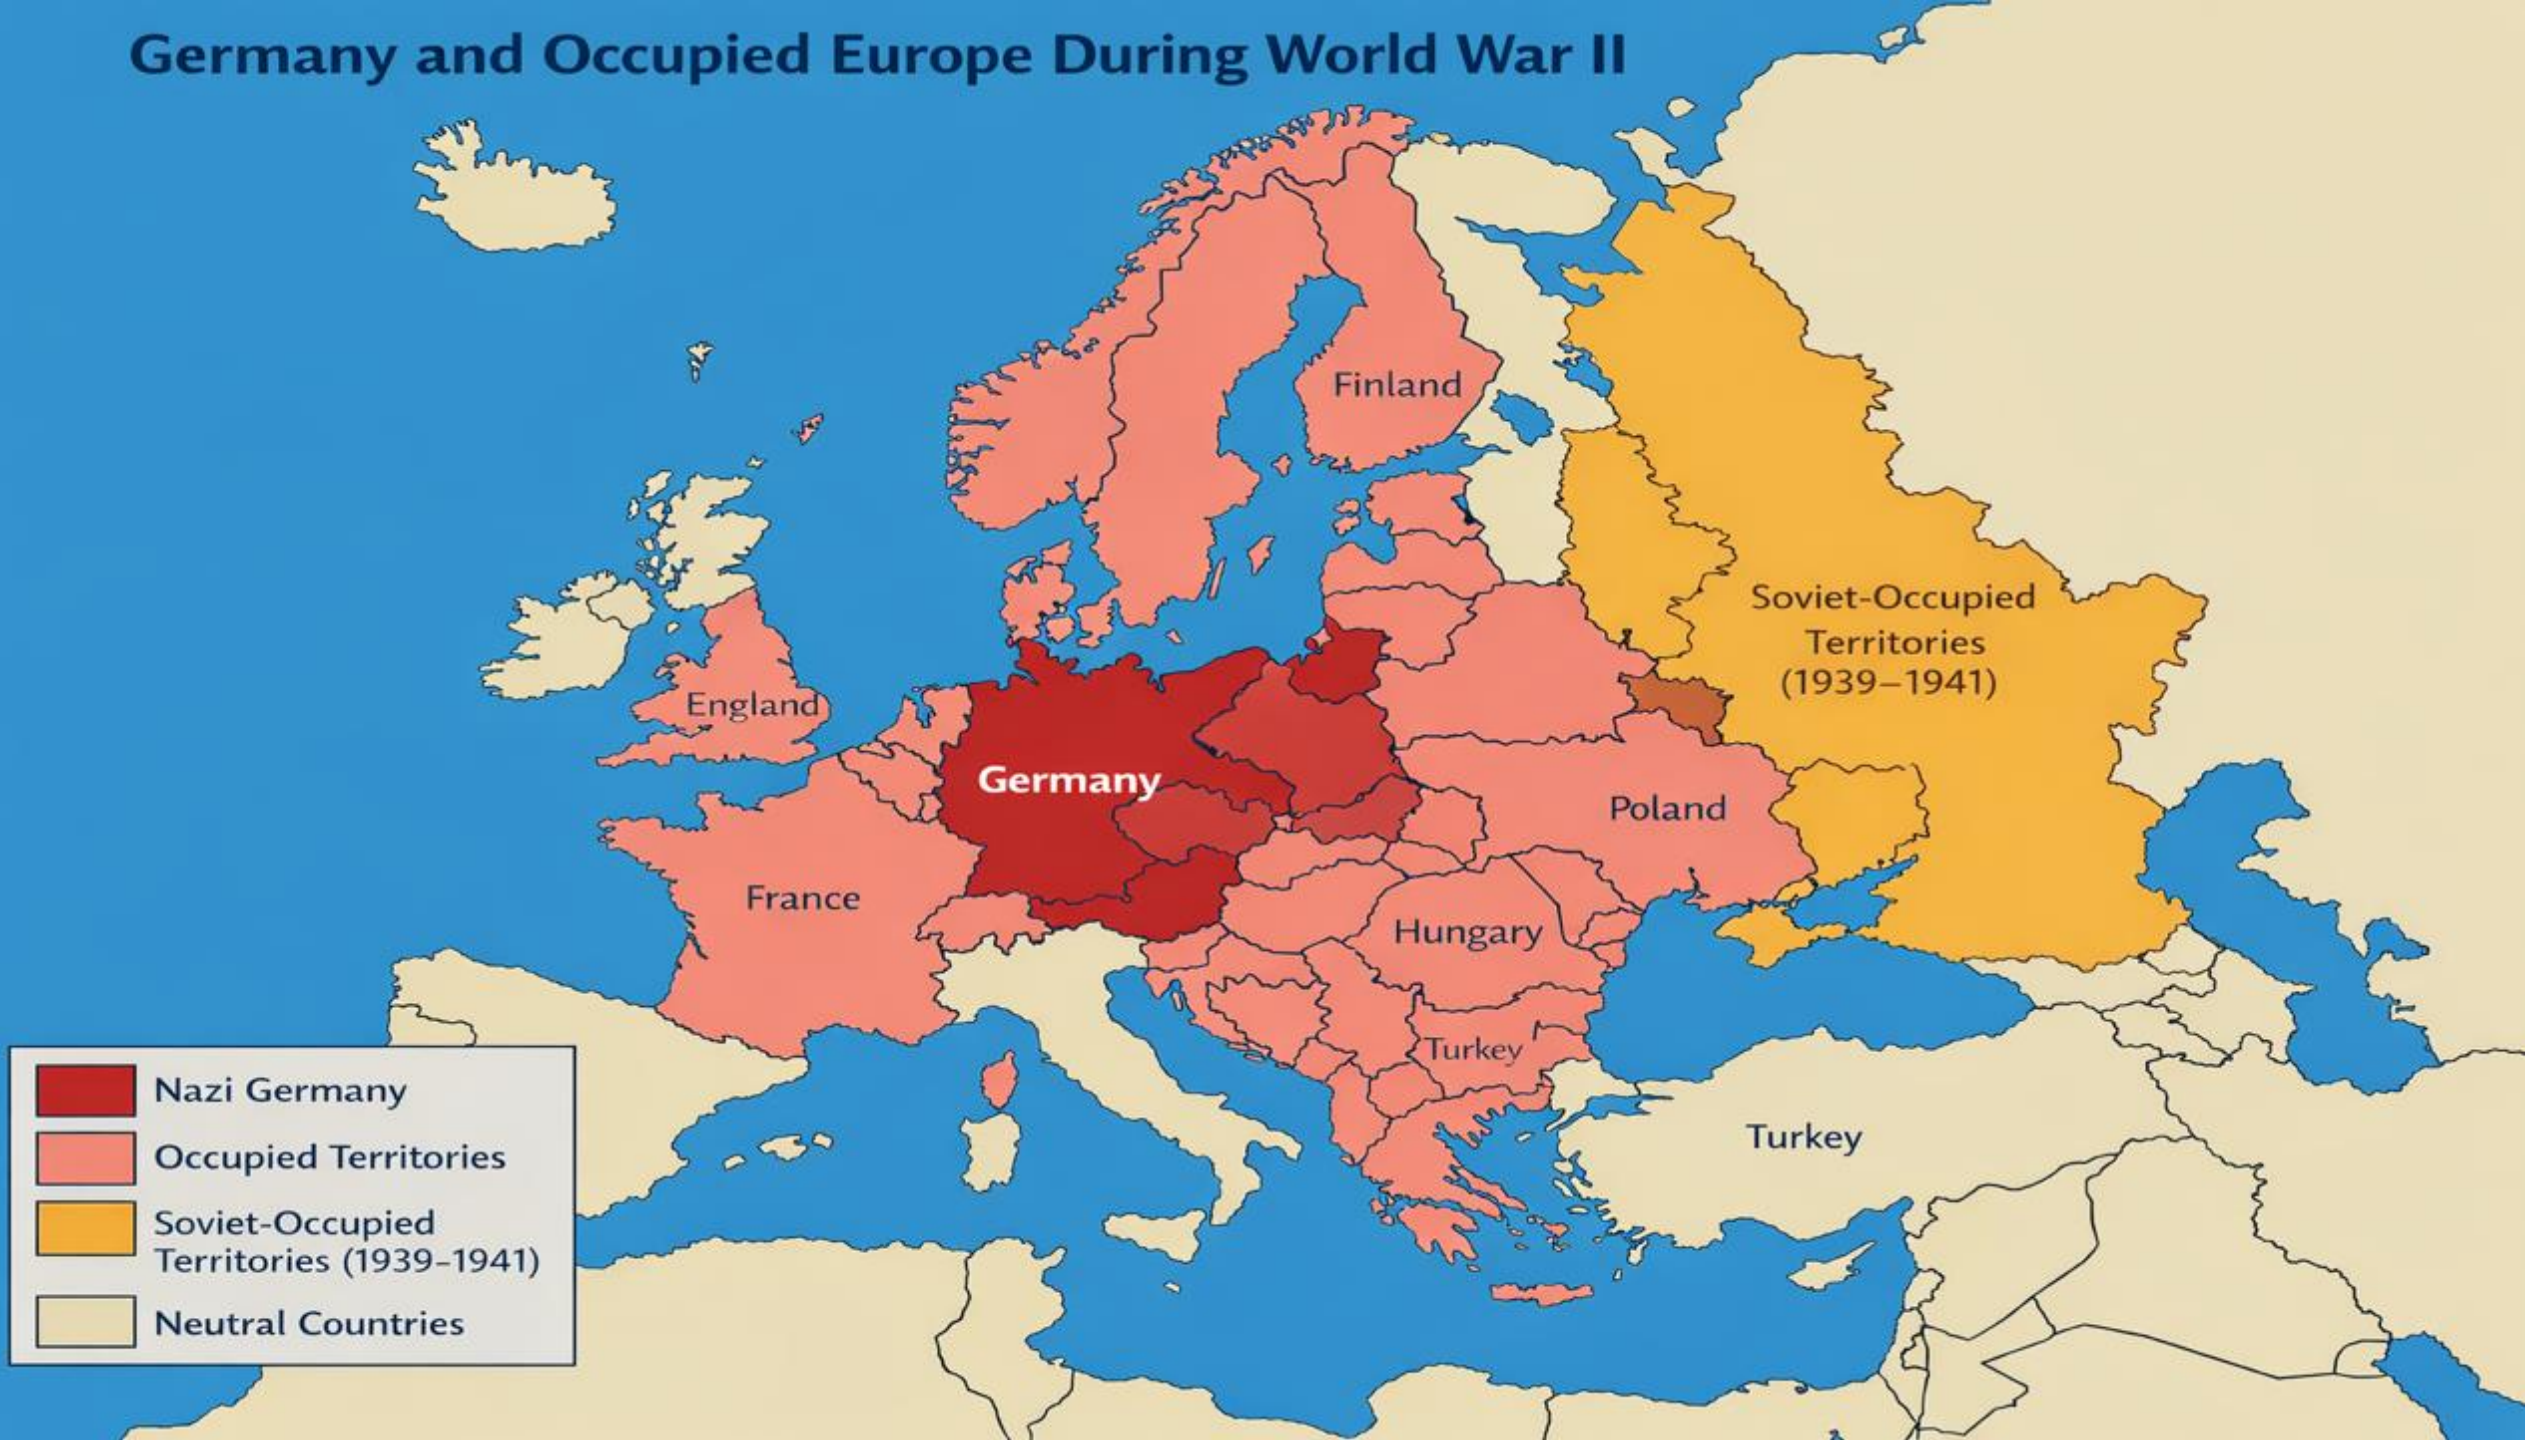 Germany and Occupied Europe During World War II
Finland
Soviet-Occupied
Territories
(1939–1941)
England
Germany
Poland
France
Hungary
Turkey
Turkey
Nazi Germany
Occupied Territories
Soviet-Occupied
Territories (1939–1941)
Neutral Countries